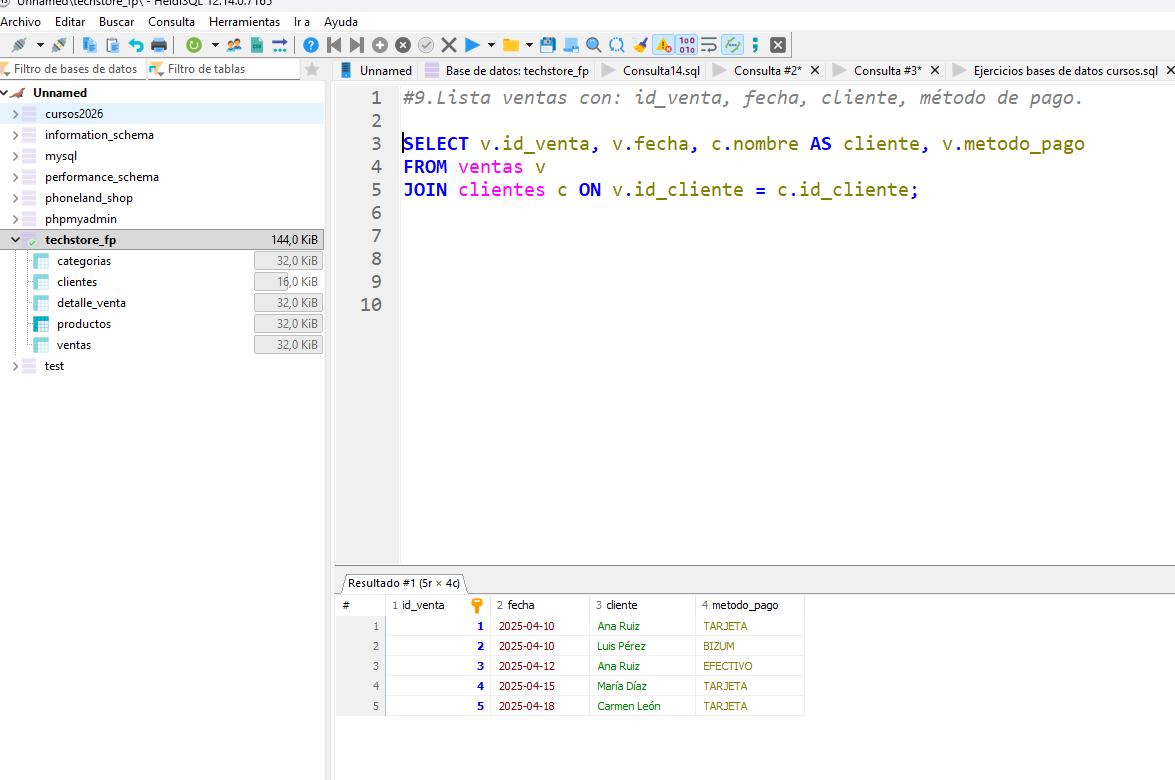 Unnamed\techstore_fp\ - HeidiSQL 12.14.0.7165
Archivo Editar Buscar Consulta Herramientas Ir a Ayuda
Filtro de bases de datos Filtro de tablas
Unnamed Base de datos: techstore_fp Consulta14.sql Consulta #2* Consulta #3* Ejercicios bases de datos cursos.sql
Unnamed
cursos2026
information_schema
mysql
performance_schema
phoneland_shop
phpmyadmin
techstore_fp 144,0 KiB
categorias 32,0 KiB
clientes 16,0 KiB
detalle_venta 32,0 KiB
productos 32,0 KiB
ventas 32,0 KiB
test
1 #9.Lista ventas con: id_venta, fecha, cliente, método de pago.
2
3 SELECT v.id_venta, v.fecha, c.nombre AS cliente, v.metodo_pago
4 FROM ventas v
5 JOIN clientes c ON v.id_cliente = c.id_cliente;
6
7
8
9
10
Resultado #1 (5r × 4c)
# 1 id_venta 2 fecha 3 cliente 4 metodo_pago
1 1 2025-04-10 Ana Ruiz TARJETA
2 2 2025-04-10 Luis Pérez BIZUM
3 3 2025-04-12 Ana Ruiz EFECTIVO
4 4 2025-04-15 María Díaz TARJETA
5 5 2025-04-18 Carmen León TARJETA